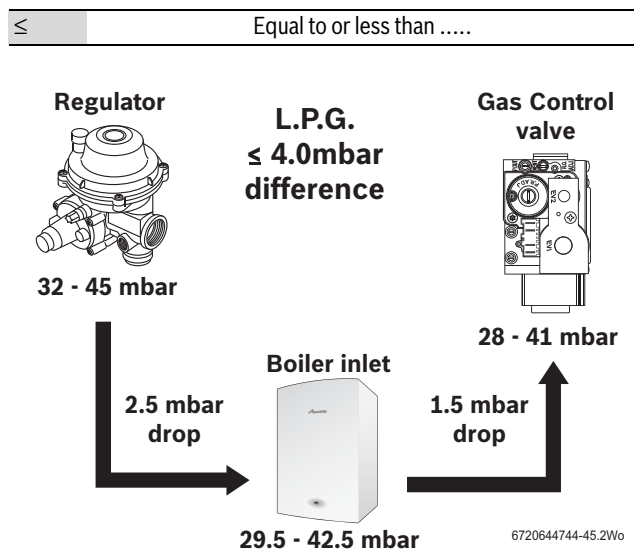 ≤ Equal to or less than .....
Regulator
L.P.G.
≤ 4.0mbar
difference
Gas Control
valve
32 - 45 mbar
28 - 41 mbar
Boiler inlet
2.5 mbar
drop
1.5 mbar
drop
29.5 - 42.5 mbar
6720644744-45.2Wo